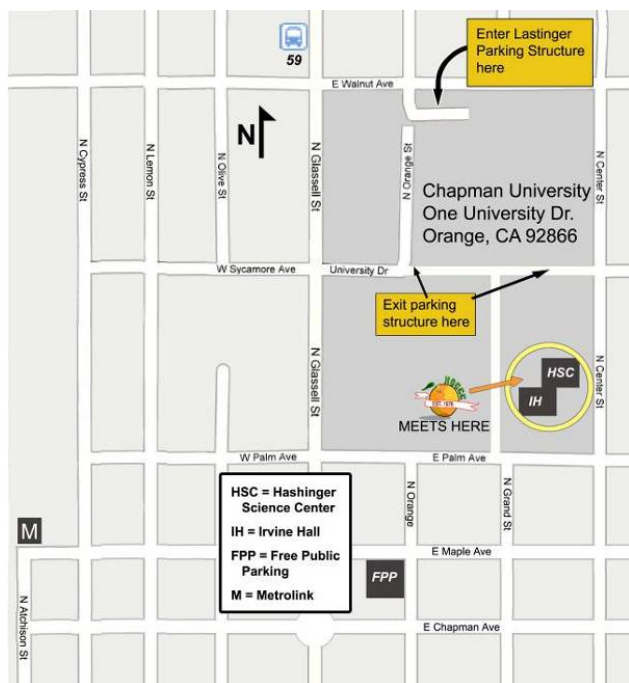 Enter Lastinger
Parking Structure
here
59
E Walnut Ave
N
N Cypress St
N Lemon St
N Olive St
N Glassell St
N Orange St
N Center St
Chapman University
One University Dr.
Orange, CA 92866
W Sycamore Ave
University Dr
Exit parking
structure here
N Glassell St
HSC
IH
N Center St
EST. 1976
MEETS HERE
W Palm Ave
E Palm Ave
HSC = Hashinger
Science Center
IH = Irvine Hall
FPP = Free Public
Parking
M = Metrolink
N Orange
N Grand St
M
E Maple Ave
FPP
N Atchison St
E Chapman Ave